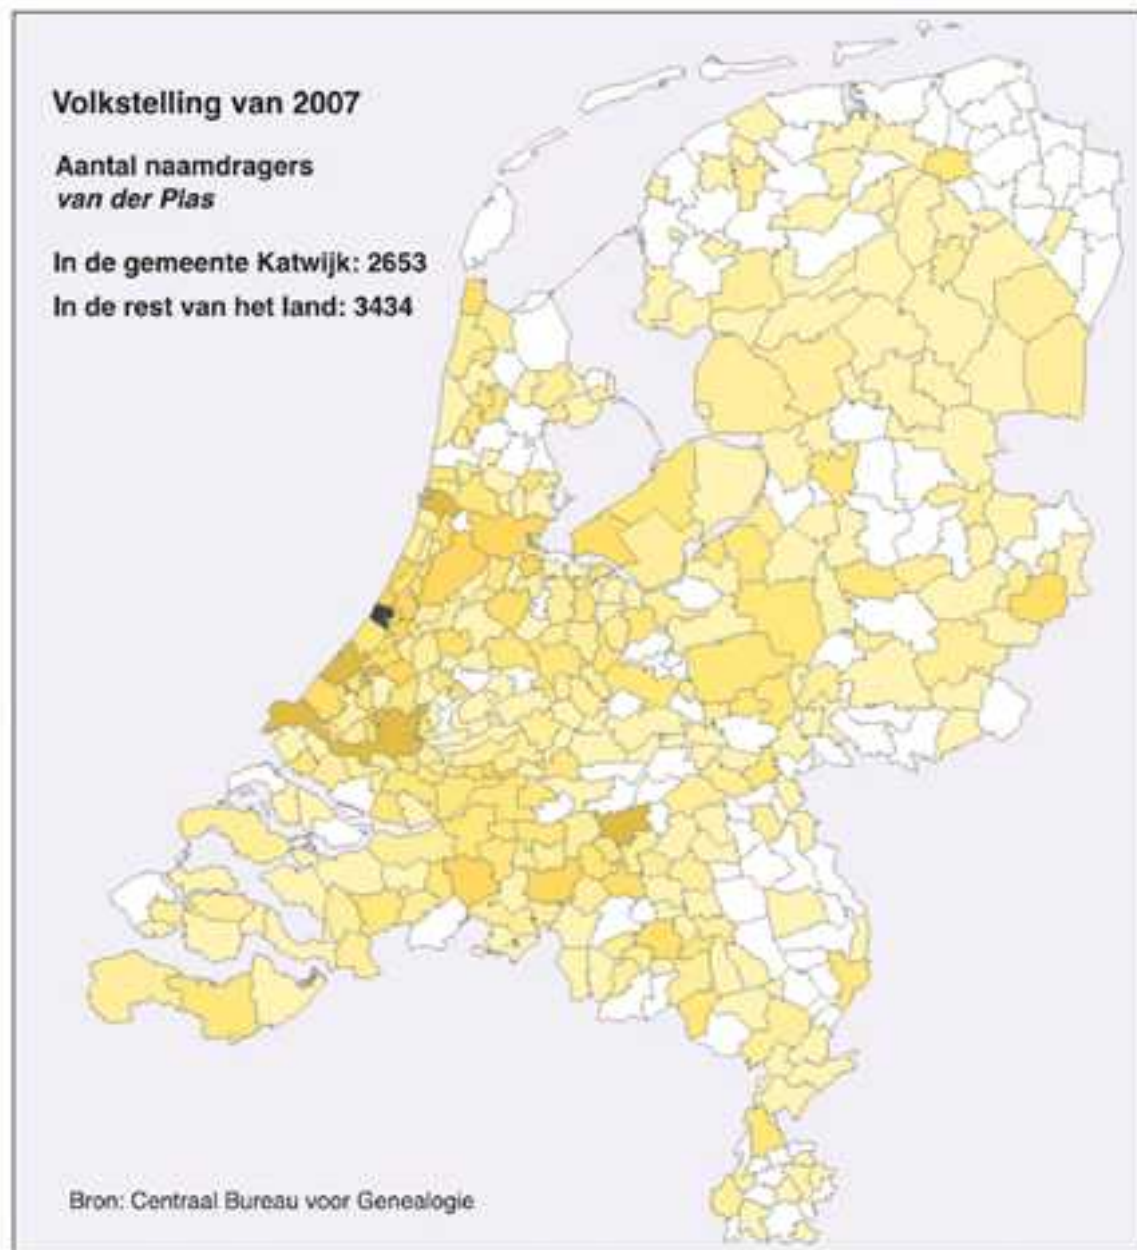 Volkstelling van 2007
Aantal naamdragers
van der Plas
In de gemeente Katwijk: 2653
In de rest van het land: 3434
Bron: Centraal Bureau voor Genealogie